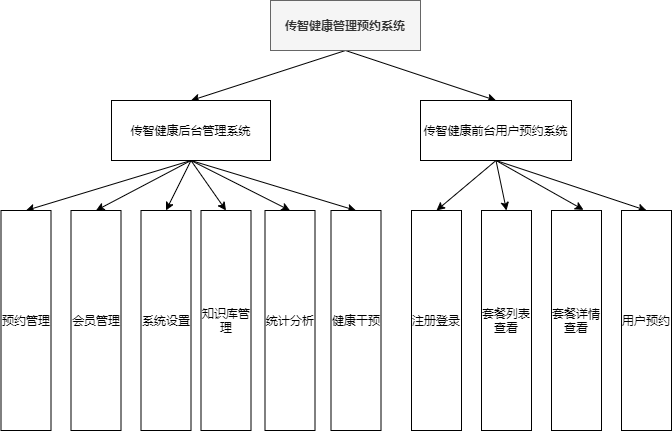 传智健康管理预约系统
传智健康后台管理系统
传智健康前台用户预约系统
预约管理
会员管理
系统设置
知识库管
理
统计分析
健康干预
注册登录
套餐列表
查看
套餐详情
查看
用户预约